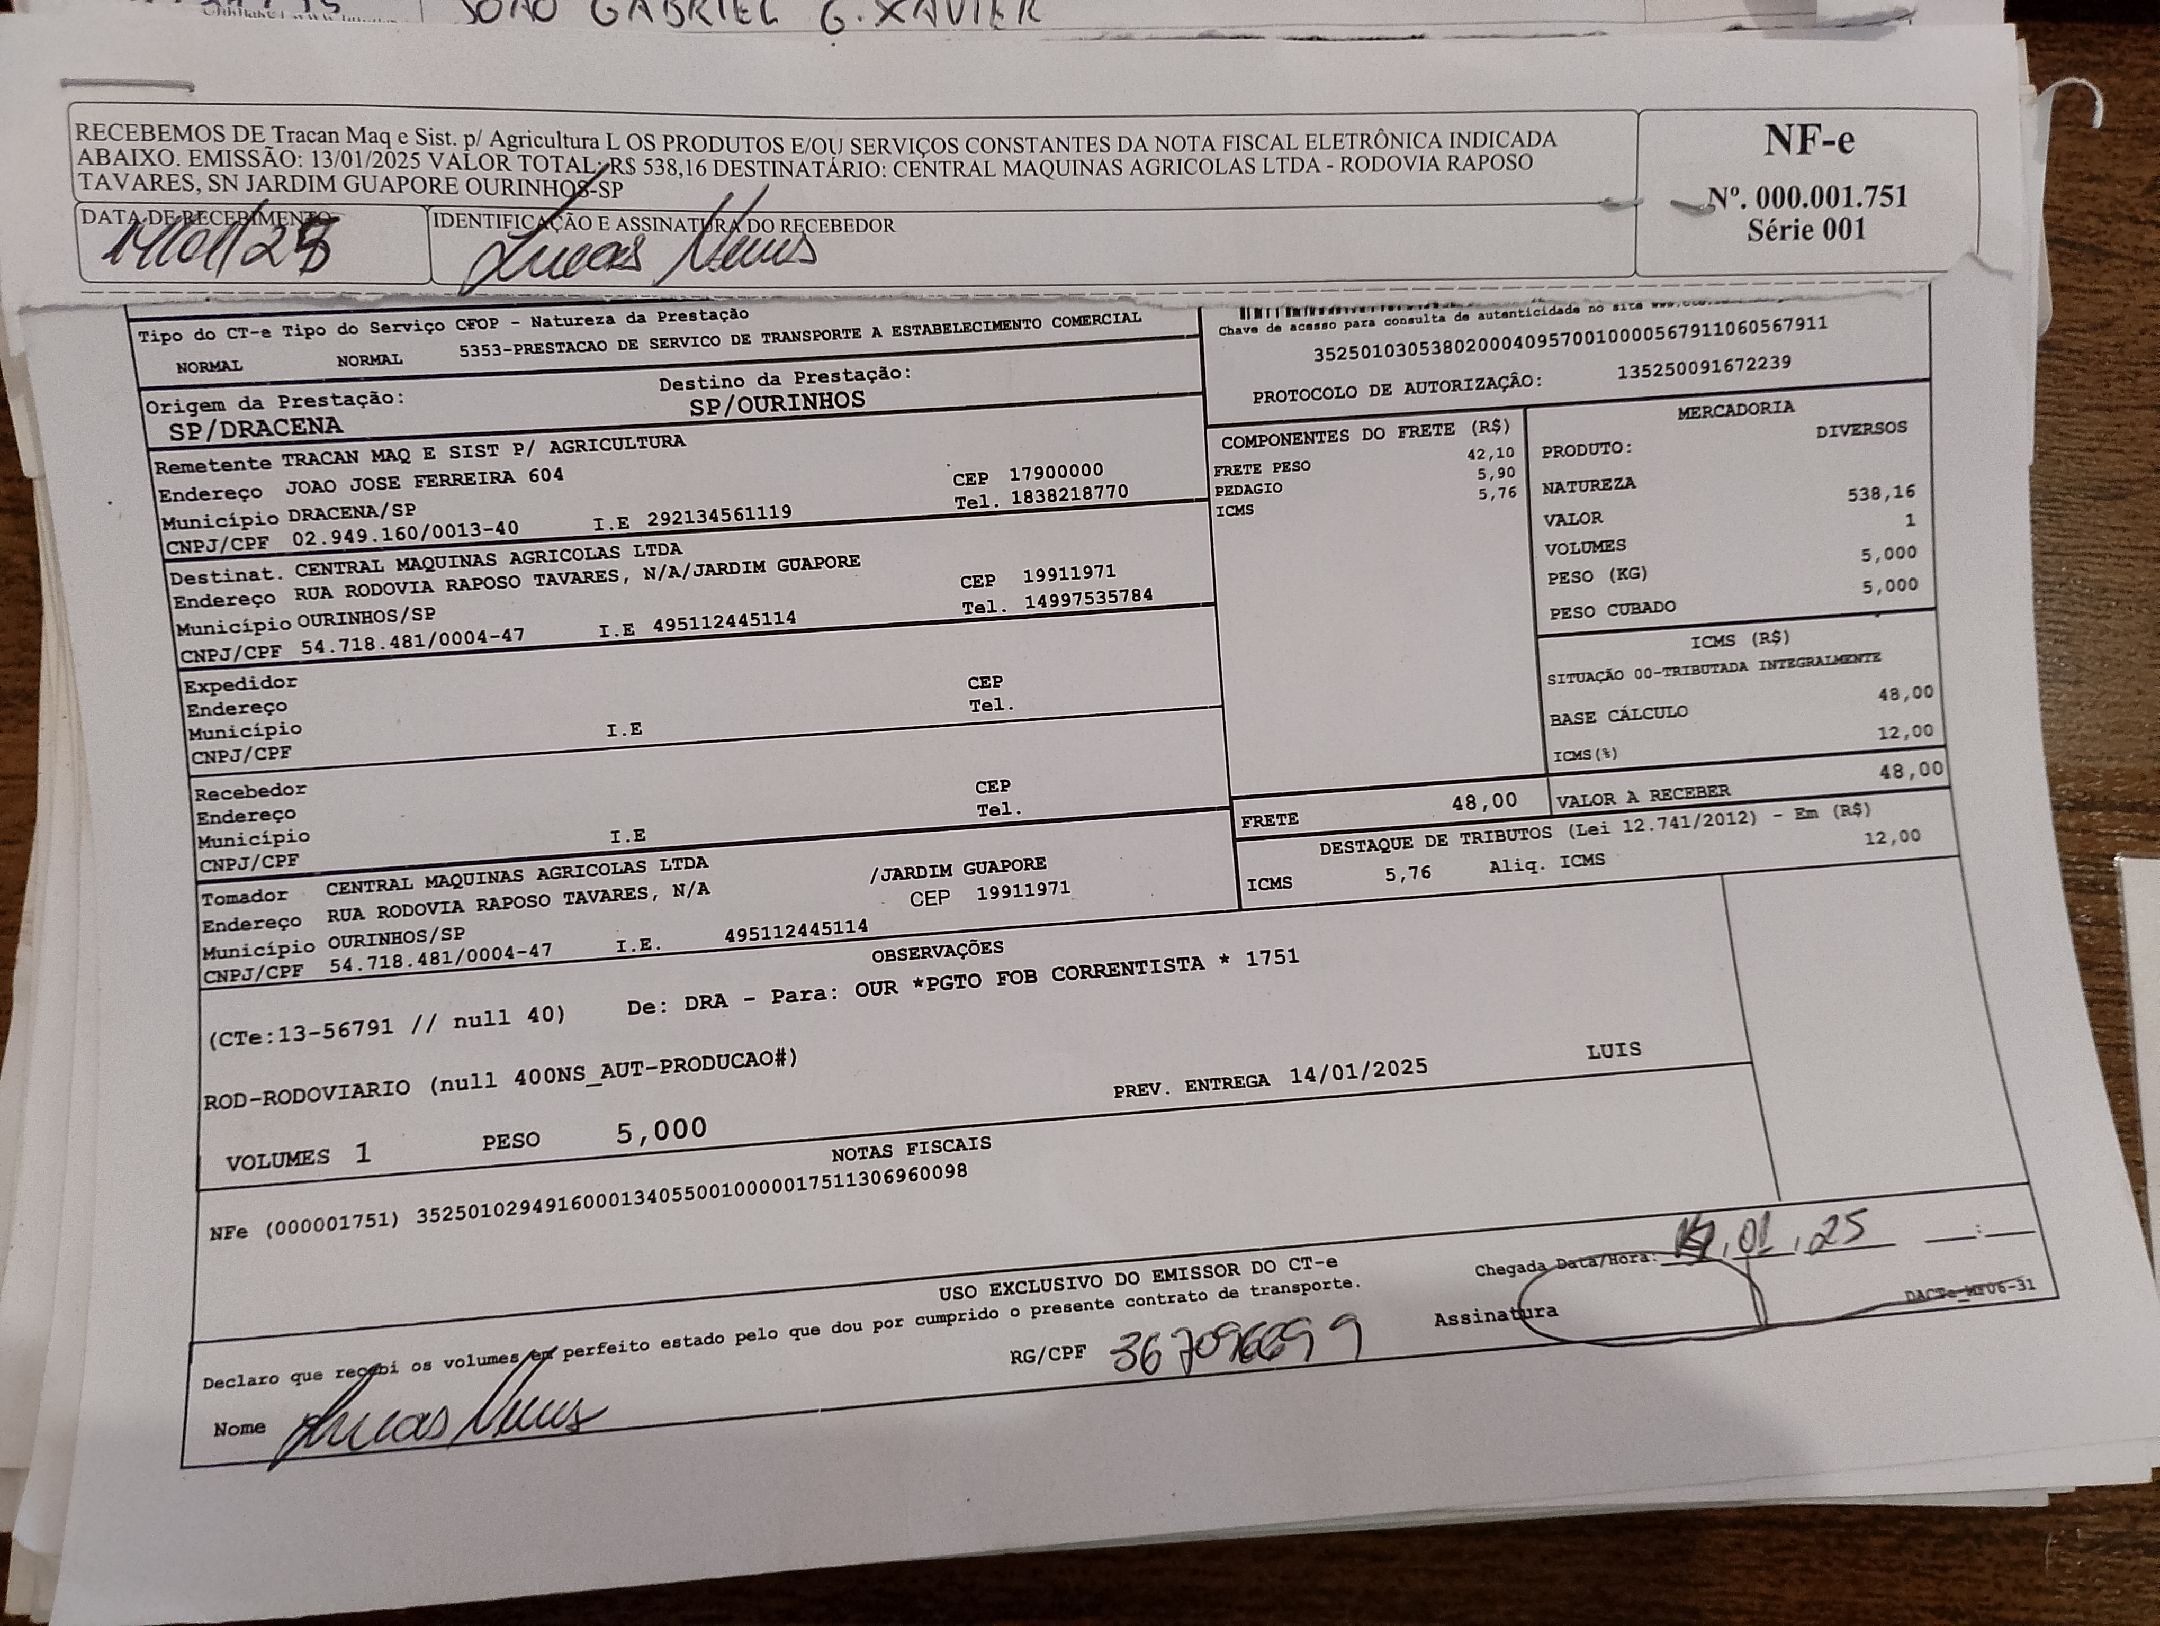 JOAO GABRIEL G. XAVIER
RECEBEMOS DE Tracan Maq e Sist. p/ Agricultura L OS PRODUTOS E/OU SERVIÇOS CONSTANTES DA NOTA FISCAL ELETRÔNICA INDICADA
ABAIXO. EMISSÃO: 13/01/2025 VALOR TOTAL: R$ 538,16 DESTINATÁRIO: CENTRAL MAQUINAS AGRICOLAS LTDA - RODOVIA RAPOSO
TAVARES, SN JARDIM GUAPORE OURINHOS-SP
NF-e
Nº. 000.001.751
Série 001
DATA DE RECEBIMENTO
IDENTIFICAÇÃO E ASSINATURA DO RECEBEDOR
14/01/25
Lucas
Tipo do CT-e Tipo do Serviço CFOP - Natureza da Prestação
NORMAL NORMAL 5353-PRESTACAO DE SERVICO DE TRANSPORTE A ESTABELECIMENTO COMERCIAL
Chave de acesso para consulta de autenticidade no site
35250103053802000409570010000567911060567911
PROTOCOLO DE AUTORIZAÇÃO: 135250091672239
Origem da Prestação: Destino da Prestação:
SP/DRACENA SP/OURINHOS
Remetente TRACAN MAQ E SIST P/ AGRICULTURA
Endereço JOAO JOSE FERREIRA 604 CEP 17900000
Município DRACENA/SP Tel. 1838218770
CNPJ/CPF 02.949.160/0013-40 I.E 292134561119
Destinat. CENTRAL MAQUINAS AGRICOLAS LTDA
Endereço RUA RODOVIA RAPOSO TAVARES, N/A/JARDIM GUAPORE CEP 19911971
Município OURINHOS/SP Tel. 14997535784
CNPJ/CPF 54.718.481/0004-47 I.E 495112445114
Expedidor
Endereço CEP
Município Tel.
CNPJ/CPF I.E
Recebedor
Endereço CEP
Município Tel.
CNPJ/CPF I.E
Tomador CENTRAL MAQUINAS AGRICOLAS LTDA
Endereço RUA RODOVIA RAPOSO TAVARES, N/A /JARDIM GUAPORE
Município OURINHOS/SP CEP 19911971
CNPJ/CPF 54.718.481/0004-47 I.E. 495112445114
COMPONENTES DO FRETE (R$)
FRETE PESO 42,10
PEDAGIO 5,90
ICMS 5,76
MERCADORIA
PRODUTO: DIVERSOS
NATUREZA
VALOR 538,16
VOLUMES 1
PESO (KG) 5,000
PESO CUBADO 5,000
ICMS (R$)
SITUAÇÃO 00-TRIBUTADA INTEGRALMENTE
BASE CÁLCULO 48,00
ICMS(%) 12,00
FRETE 48,00 VALOR A RECEBER 48,00
DESTAQUE DE TRIBUTOS (Lei 12.741/2012) - Em (R$)
ICMS 5,76 Aliq. ICMS 12,00
OBSERVAÇÕES
(CTe:13-56791 // null 40) De: DRA - Para: OUR *PGTO FOB CORRENTISTA * 1751
ROD-RODOVIARIO (null 400NS_AUT-PRODUCAO#)
PREV. ENTREGA 14/01/2025 LUIS
VOLUMES 1 PESO 5,000
NOTAS FISCAIS
NFe (000001751) 35250102949160001340550010000017511306960098
USO EXCLUSIVO DO EMISSOR DO CT-e
Declaro que recebi os volumes em perfeito estado pelo que dou por cumprido o presente contrato de transporte.
Chegada Data/Hora: 14.01.25 __:__
Nome Lucas
RG/CPF 367096699
Assinatura
DACTe_MF06-31